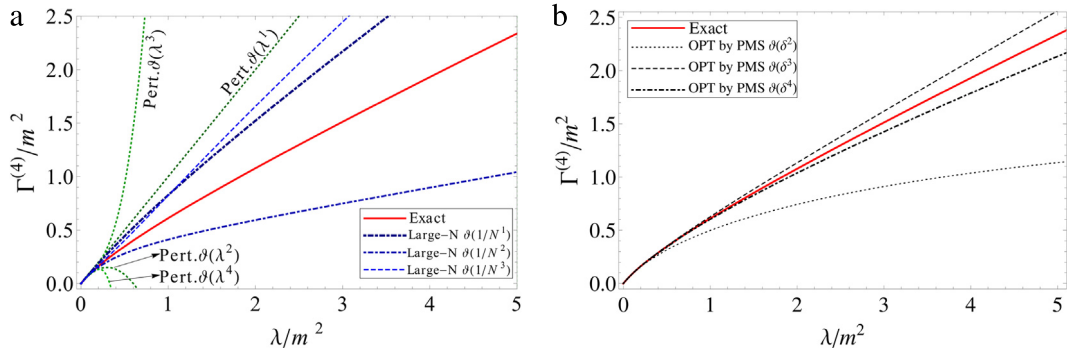 a
2.5
2.0
1.5
1.0
0.5
0.0
Γ(4)/m 2
0
1
2
3
4
5
λ/m 2
Pert.ϑ(λ3)
Pert.ϑ(λ1)
Pert.ϑ(λ2)
Pert.ϑ(λ4)
Exact
Large−N ϑ(1/N1)
Large−N ϑ(1/N2)
Large−N ϑ(1/N3)
b
2.5
2.0
1.5
1.0
0.5
0.0
Γ(4)/m2
0
1
2
3
4
5
λ/m2
Exact
OPT by PMS ϑ(δ2)
OPT by PMS ϑ(δ3)
OPT by PMS ϑ(δ4)